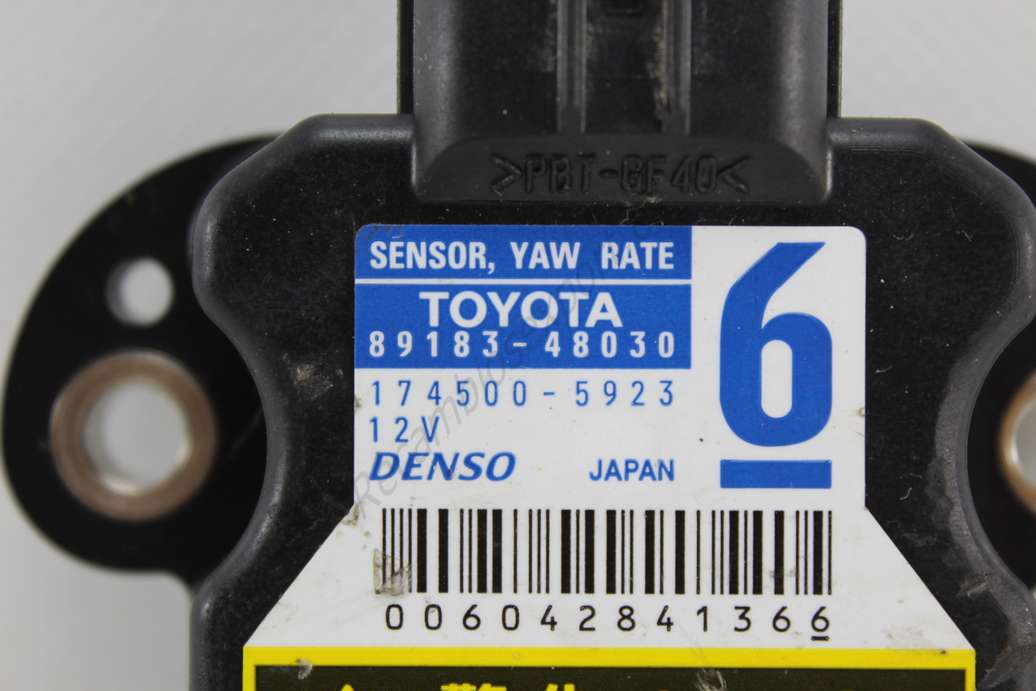 >PBT-GF40<
SENSOR, YAW RATE
TOYOTA
89183-48030
6
174500-5923
12V
DENSO JAPAN
006042841366